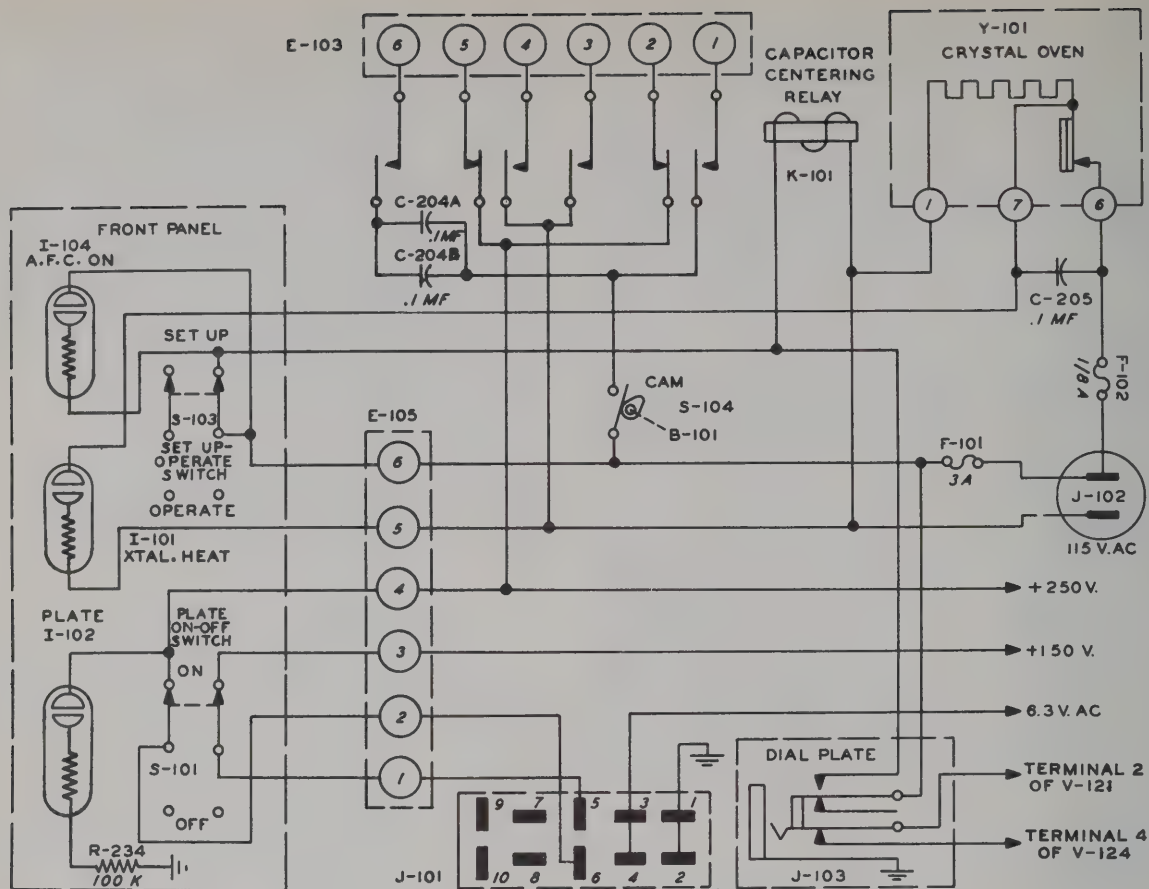 E-103
6 5 4 3 2 1
CAPACITOR
CENTERING
RELAY
K-101
Y-101
CRYSTAL OVEN
1 7 6
C-204A
.1MF
C-204B
.1 MF
C-205
.1 MF
F-102
1/8 A
FRONT PANEL
I-104
A.F.C. ON
SET UP
S-103
SET UP-
OPERATE
SWITCH
OPERATE
I-101
XTAL. HEAT
CAM
S-104
B-101
E-105
6
5
4
3
2
1
F-101
3A
J-102
115 V. AC
PLATE
I-102
PLATE
ON-OFF
SWITCH
ON
S-101
OFF
R-234
100 K
+250V.
+150 V.
6.3 V. AC
9 7 5 3 1
10 8 6 4 2
J-101
DIAL PLATE
J-103
TERMINAL 2
OF V-121
TERMINAL 4
OF V-124